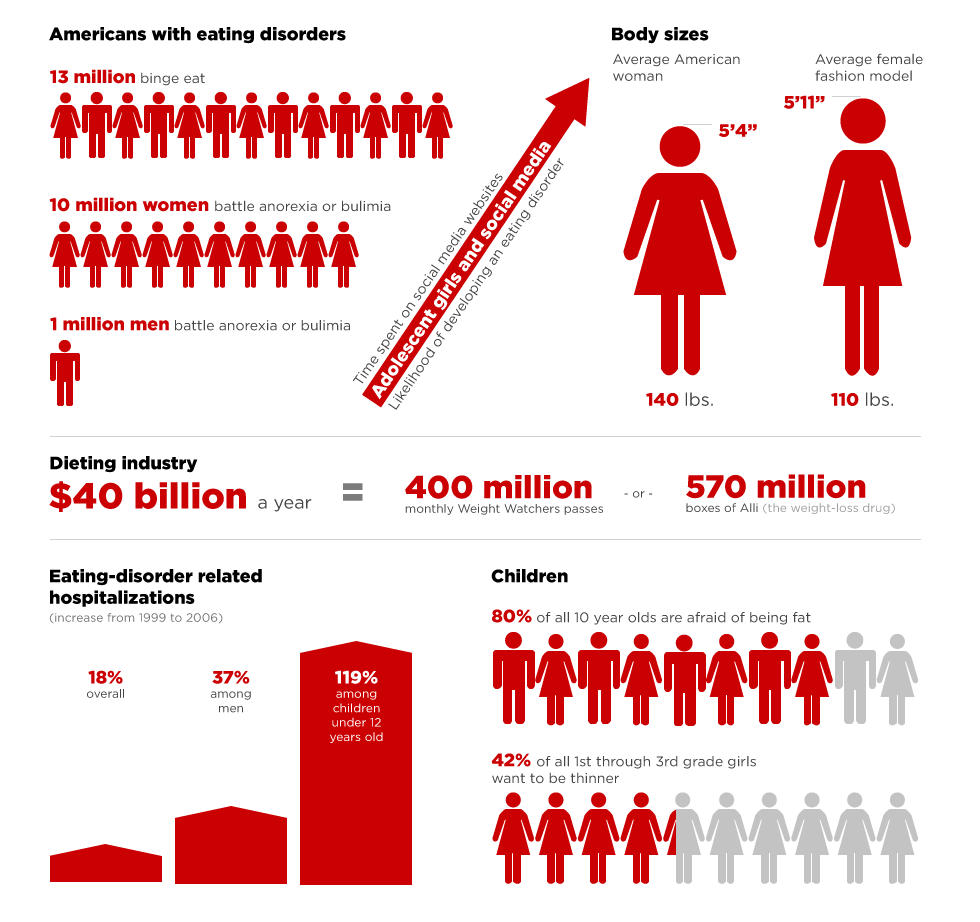 Americans with eating disorders
13 million binge eat
10 million women battle anorexia or bulimia
1 million men battle anorexia or bulimia
Time spent on social media websites
Adolescent girls and social media
Likelihood of developing an eating disorder
Body sizes
Average American
woman
5’4”
140 lbs.
Average female
fashion model
5’11”
110 lbs.
Dieting industry
$40 billion a year
=
400 million
monthly Weight Watchers passes
- or -
570 million
boxes of Alli (the weight-loss drug)
Eating-disorder related
hospitalizations
(increase from 1999 to 2006)
18%
overall
37%
among
men
119%
among
children
under 12
years old
Children
80% of all 10 year olds are afraid of being fat
42% of all 1st through 3rd grade girls
want to be thinner